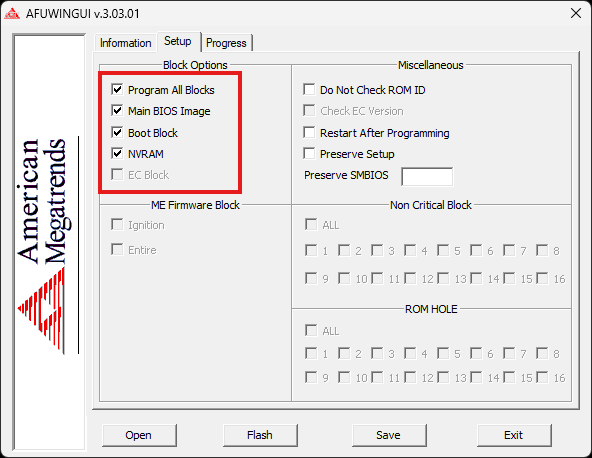 AFUWINGUI v.3.03.01
American
Megatrends
Information Setup Progress
Block Options
Program All Blocks
Main BIOS Image
Boot Block
NVRAM
EC Block
Miscellaneous
Do Not Check ROM ID
Check EC Version
Restart After Programming
Preserve Setup
Preserve SMBIOS
ME Firmware Block
Ignition
Entire
Non Critical Block
ALL
1 2 3 4 5 6 7 8
9 10 11 12 13 14 15 16
ROM HOLE
ALL
1 2 3 4 5 6 7 8
9 10 11 12 13 14 15 16
Open Flash Save Exit